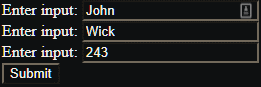 Enter input: John
Enter input: Wick
Enter input: 243
Submit